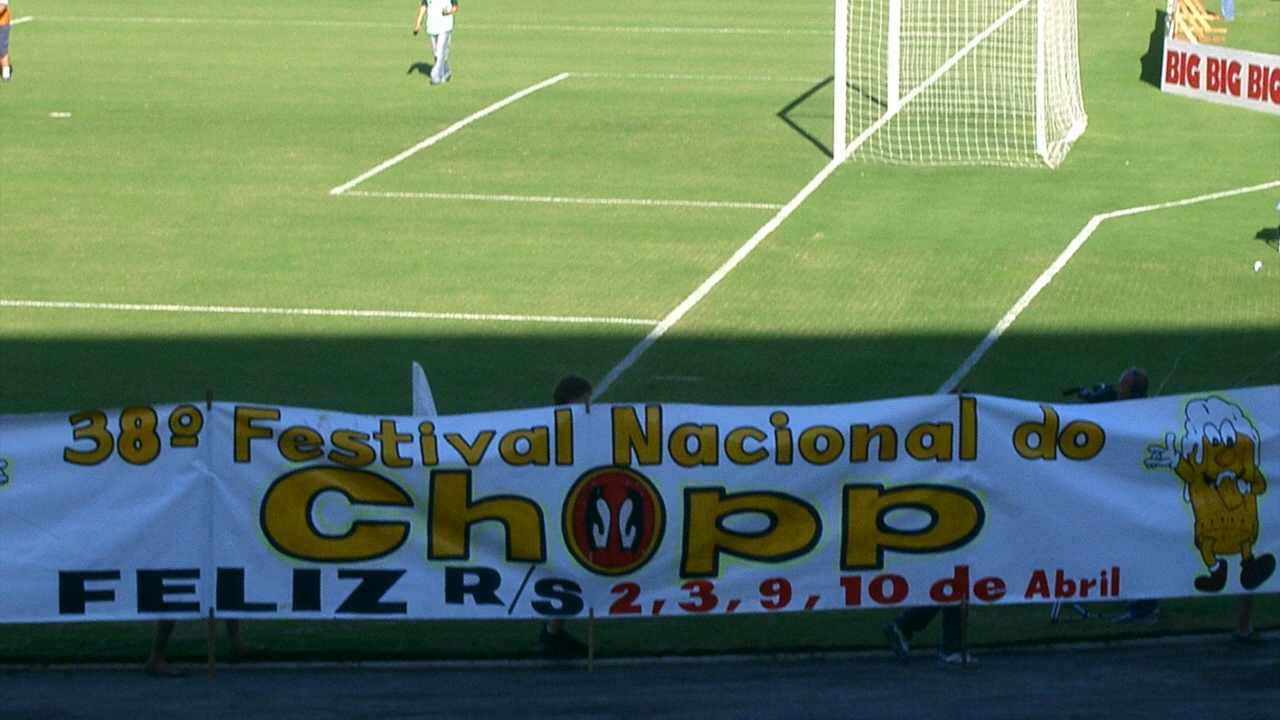 BIG BIG BIG
38º Festival Nacional do
Chopp
FELIZ R/s 2, 3, 9, 10 de Abril